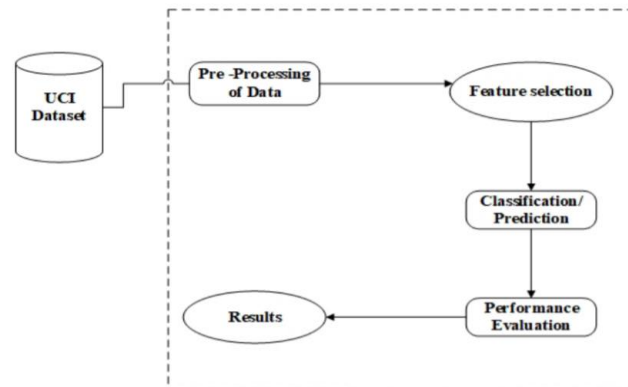 UCI
Dataset
Pre -Processing
of Data
Feature selection
Classification/
Prediction
Performance
Evaluation
Results